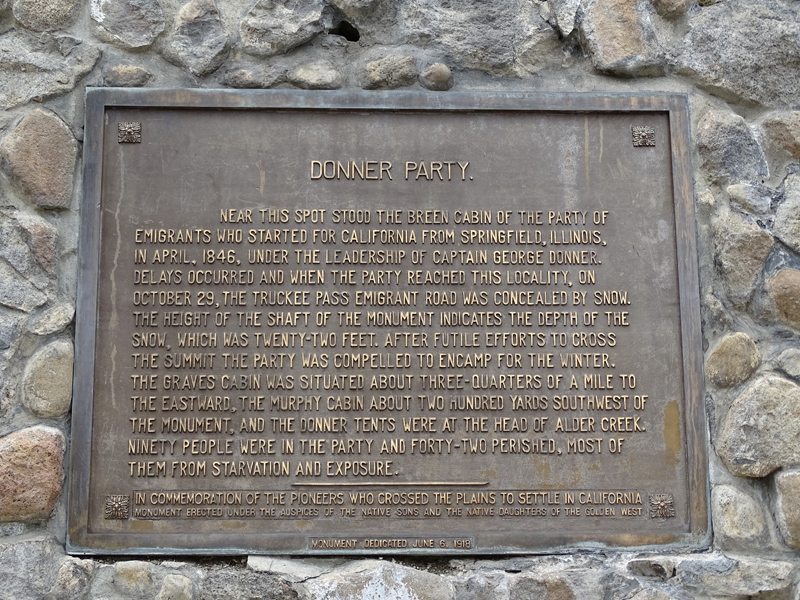 DONNER PARTY.
NEAR THIS SPOT STOOD THE BREEN CABIN OF THE PARTY OF
EMIGRANTS WHO STARTED FOR CALIFORNIA FROM SPRINGFIELD, ILLINOIS,
IN APRIL, 1846, UNDER THE LEADERSHIP OF CAPTAIN GEORGE DONNER.
DELAYS OCCURRED AND WHEN THE PARTY REACHED THIS LOCALITY, ON
OCTOBER 29, THE TRUCKEE PASS EMIGRANT ROAD WAS CONCEALED BY SNOW.
THE HEIGHT OF THE SHAFT OF THE MONUMENT INDICATES THE DEPTH OF THE
SNOW, WHICH WAS TWENTY-TWO FEET. AFTER FUTILE EFFORTS TO CROSS
THE SUMMIT THE PARTY WAS COMPELLED TO ENCAMP FOR THE WINTER.
THE GRAVES CABIN WAS SITUATED ABOUT THREE-QUARTERS OF A MILE TO
THE EASTWARD, THE MURPHY CABIN ABOUT TWO HUNDRED YARDS SOUTHWEST OF
THE MONUMENT, AND THE DONNER TENTS WERE AT THE HEAD OF ALDER CREEK.
NINETY PEOPLE WERE IN THE PARTY AND FORTY-TWO PERISHED, MOST OF
THEM FROM STARVATION AND EXPOSURE.
IN COMMEMORATION OF THE PIONEERS WHO CROSSED THE PLAINS TO SETTLE IN CALIFORNIA
MONUMENT ERECTED UNDER THE AUSPICES OF THE NATIVE SONS AND THE NATIVE DAUGHTERS OF THE GOLDEN WEST
MONUMENT DEDICATED JUNE 6, 1918